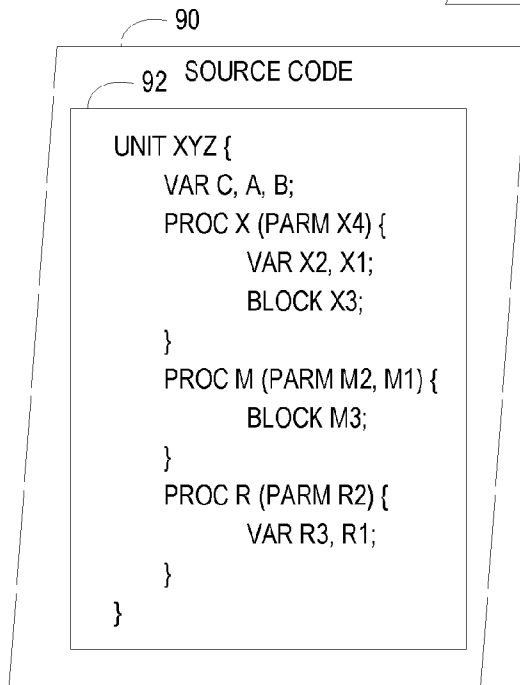 90
92 SOURCE CODE
UNIT XYZ {
VAR C, A, B;
PROC X (PARM X4) {
VAR X2, X1;
BLOCK X3;
}
PROC M (PARM M2, M1) {
BLOCK M3;
}
PROC R (PARM R2) {
VAR R3, R1;
}
}